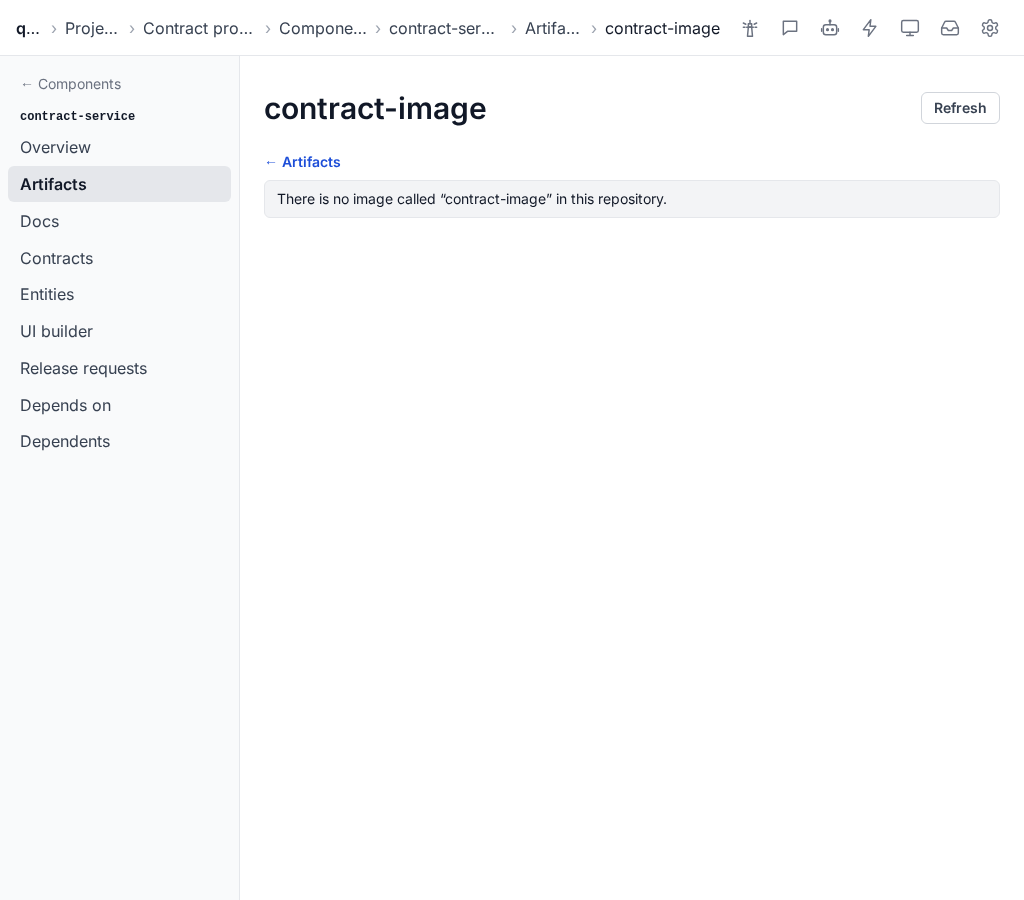 q... › Proje... › Contract pro... › Compone... › contract-ser... › Artifa... › contract-image
← Components
contract-service
Overview
Artifacts
Docs
Contracts
Entities
UI builder
Release requests
Depends on
Dependents
contract-image
Refresh
← Artifacts
There is no image called “contract-image” in this repository.